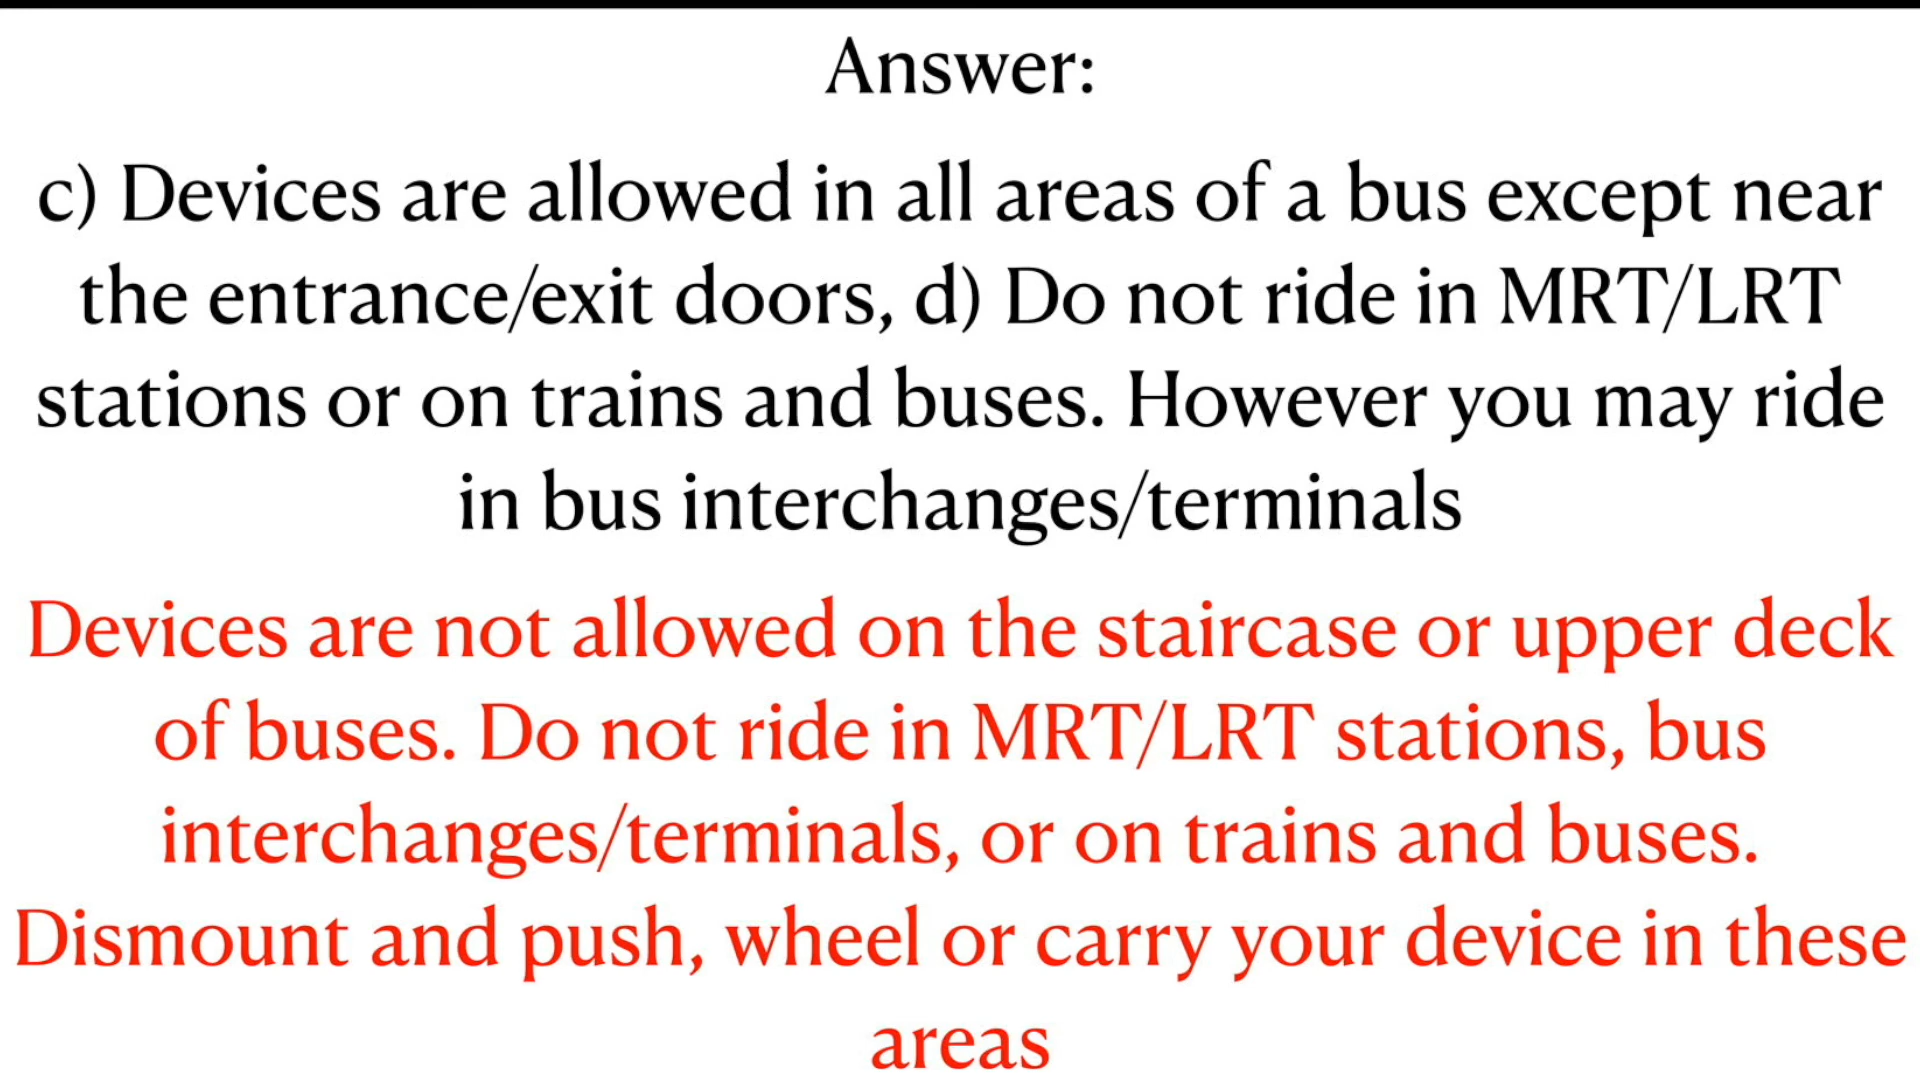 Answer:
c) Devices are allowed in all areas of a bus except near
the entrance/exit doors, d) Do not ride in MRT/LRT
stations or on trains and buses. However you may ride
in bus interchanges/terminals
Devices are not allowed on the staircase or upper deck
of buses. Do not ride in MRT/LRT stations, bus
interchanges/terminals, or on trains and buses.
Dismount and push, wheel or carry your device in these
areas